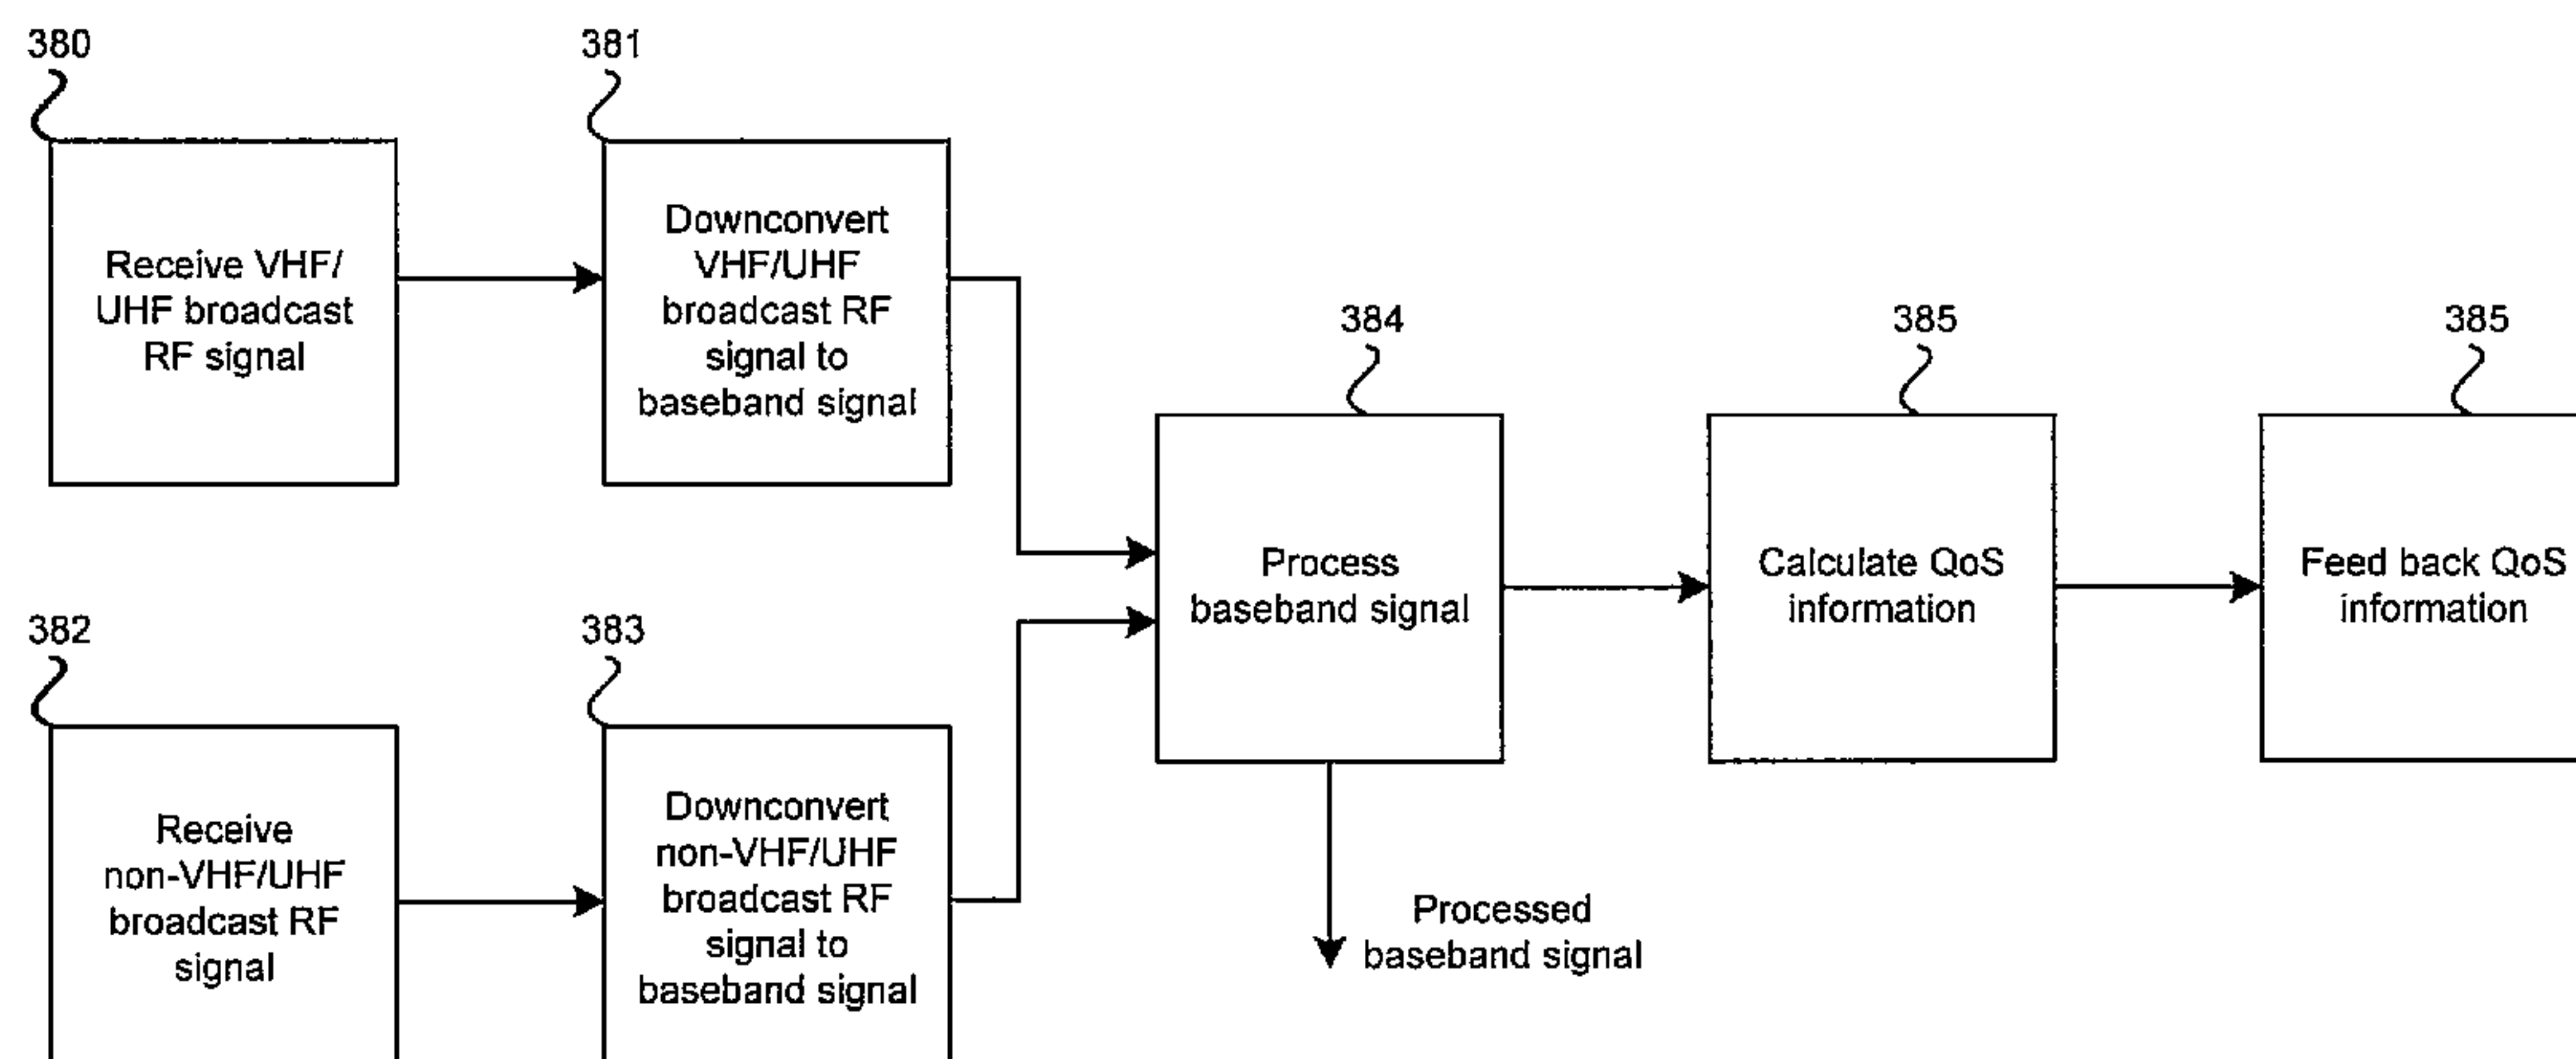 380
Receive VHF/
UHF broadcast
RF signal
381
Downconvert
VHF/UHF
broadcast RF
signal to
baseband signal
382
Receive
non-VHF/UHF
broadcast RF
signal
383
Downconvert
non-VHF/UHF
broadcast RF
signal to
baseband signal
384
Process
baseband signal
Processed
baseband signal
385
Calculate QoS
information
385
Feed back QoS
information